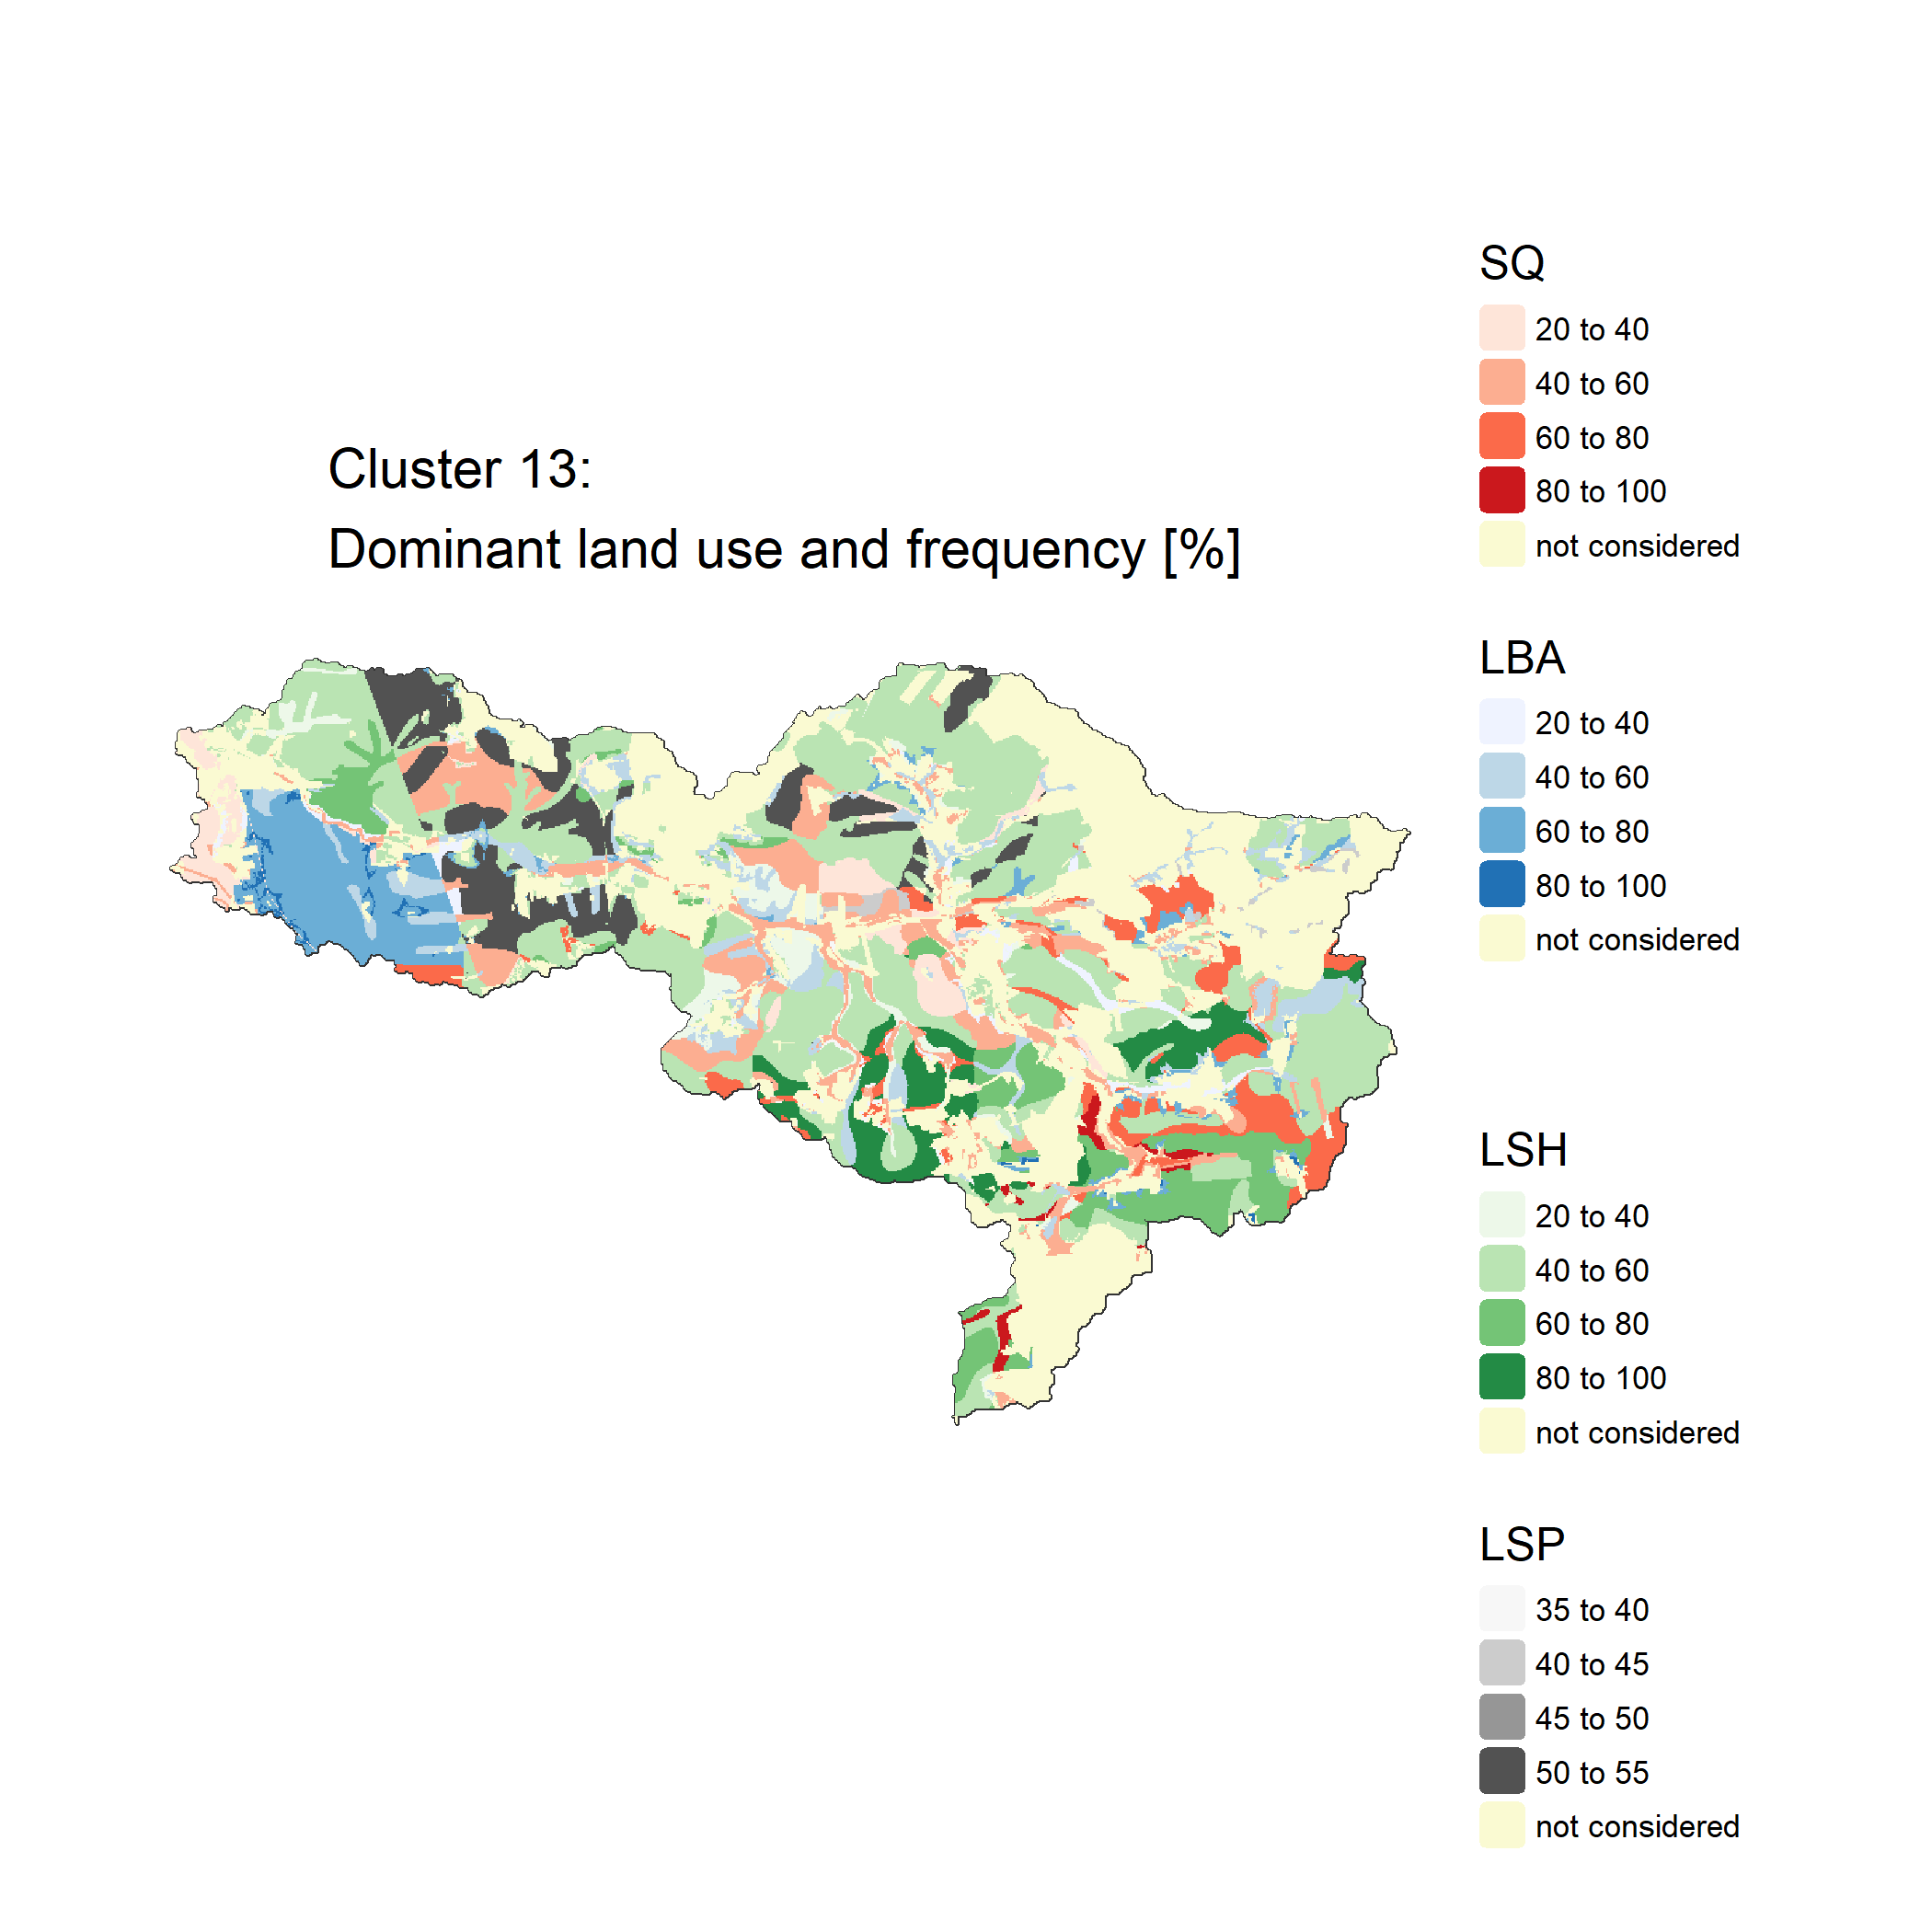 Cluster 13:
Dominant land use and frequency [%]
SQ
20 to 40
40 to 60
60 to 80
80 to 100
not considered
LBA
20 to 40
40 to 60
60 to 80
80 to 100
not considered
LSH
20 to 40
40 to 60
60 to 80
80 to 100
not considered
LSP
35 to 40
40 to 45
45 to 50
50 to 55
not considered